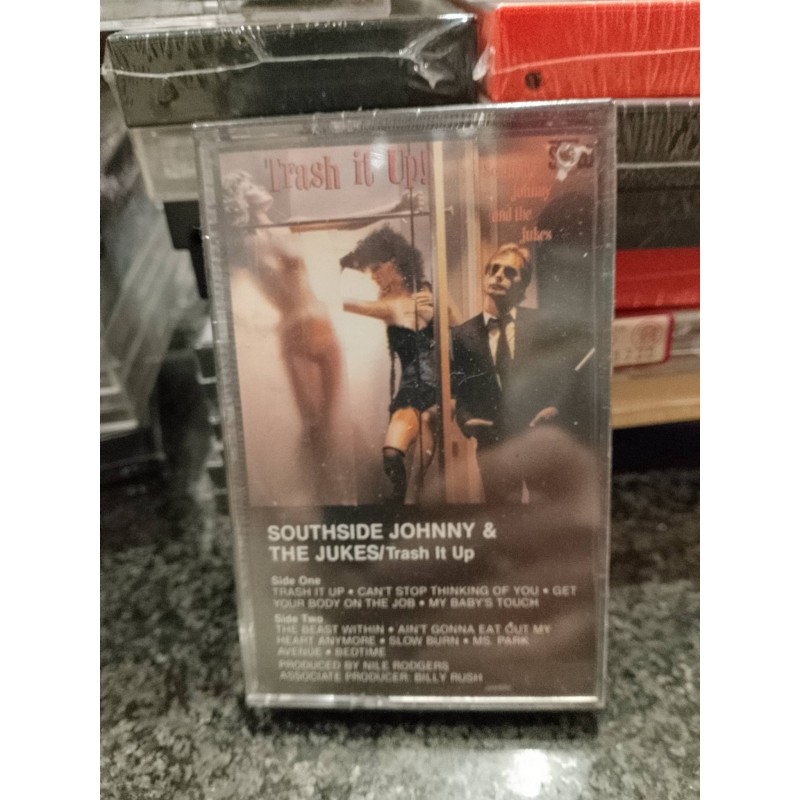 Trash it Up!
Southside
Johnny
and the
Jukes
SOUTHSIDE JOHNNY &
THE JUKES/Trash It Up
Side One
TRASH IT UP • CAN'T STOP THINKING OF YOU • GET
YOUR BODY ON THE JOB • MY BABY'S TOUCH
Side Two
THE BEAST WITHIN • AIN'T GONNA EAT OUT MY
HEART ANYMORE • SLOW BURN • MS. PARK
AVENUE • BEDTIME
PRODUCED BY NILE RODGERS
ASSOCIATE PRODUCER: BILLY RUSH